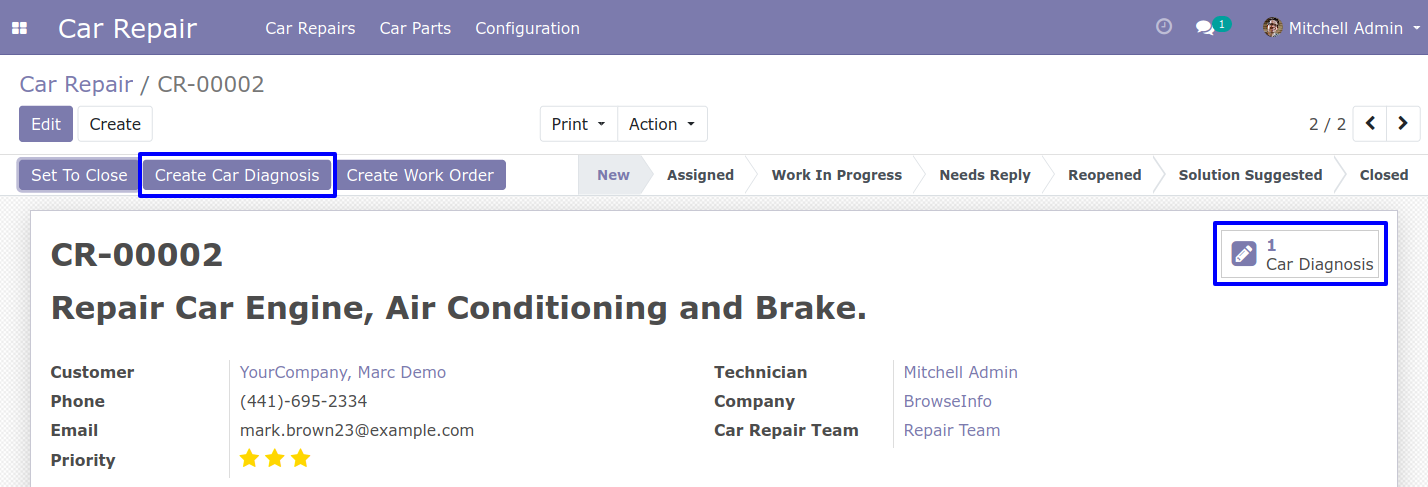 Car Repair Car Repairs Car Parts Configuration 1 Mitchell Admin
Car Repair / CR-00002
Edit Create Print Action 2 / 2
Set To Close Create Car Diagnosis Create Work Order New Assigned Work In Progress Needs Reply Reopened Solution Suggested Closed
CR-00002
1
Car Diagnosis
Repair Car Engine, Air Conditioning and Brake.
Customer YourCompany, Marc Demo Technician Mitchell Admin
Phone (441)-695-2334 Company BrowseInfo
Email mark.brown23@example.com Car Repair Team Repair Team
Priority